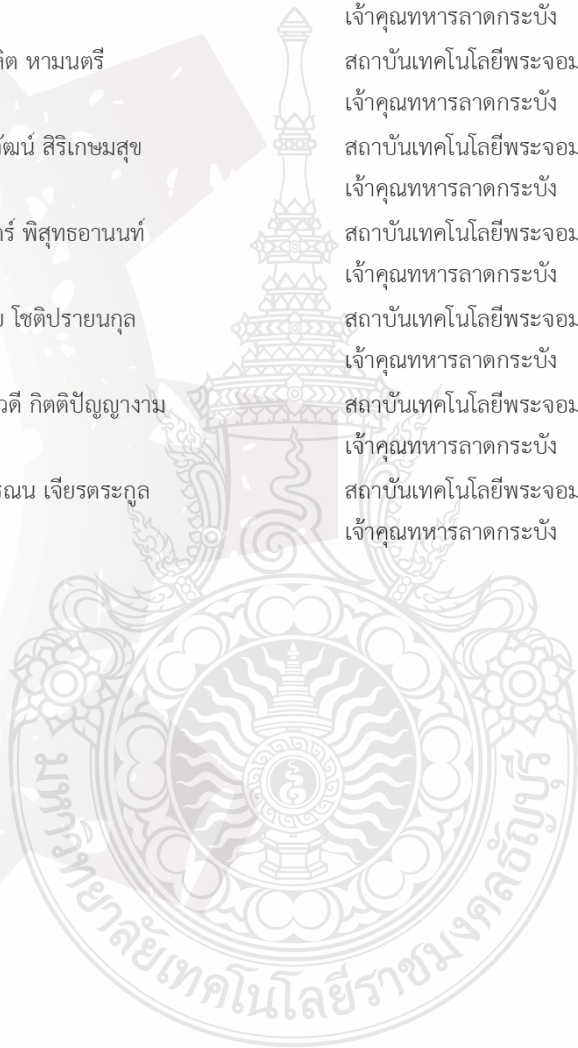 เจ้าคุณทหารลาดกระบัง
หามนตรี สถาบันเทคโนโลยีพระจอม
เจ้าคุณทหารลาดกระบัง
สิริเกษมสุข สถาบันเทคโนโลยีพระจอม
เจ้าคุณทหารลาดกระบัง
พิสุทธอานนท์ สถาบันเทคโนโลยีพระจอม
เจ้าคุณทหารลาดกระบัง
โชติปรายนกุล สถาบันเทคโนโลยีพระจอม
เจ้าคุณทหารลาดกระบัง
วดี กิตติปัญญางาม สถาบันเทคโนโลยีพระจอม
เจ้าคุณทหารลาดกระบัง
รณน เจียรตระกูล สถาบันเทคโนโลยีพระจอม
เจ้าคุณทหารลาดกระบัง
มหาวิทยาลัยเทคโนโลยีราชมงคลธัญบุรี